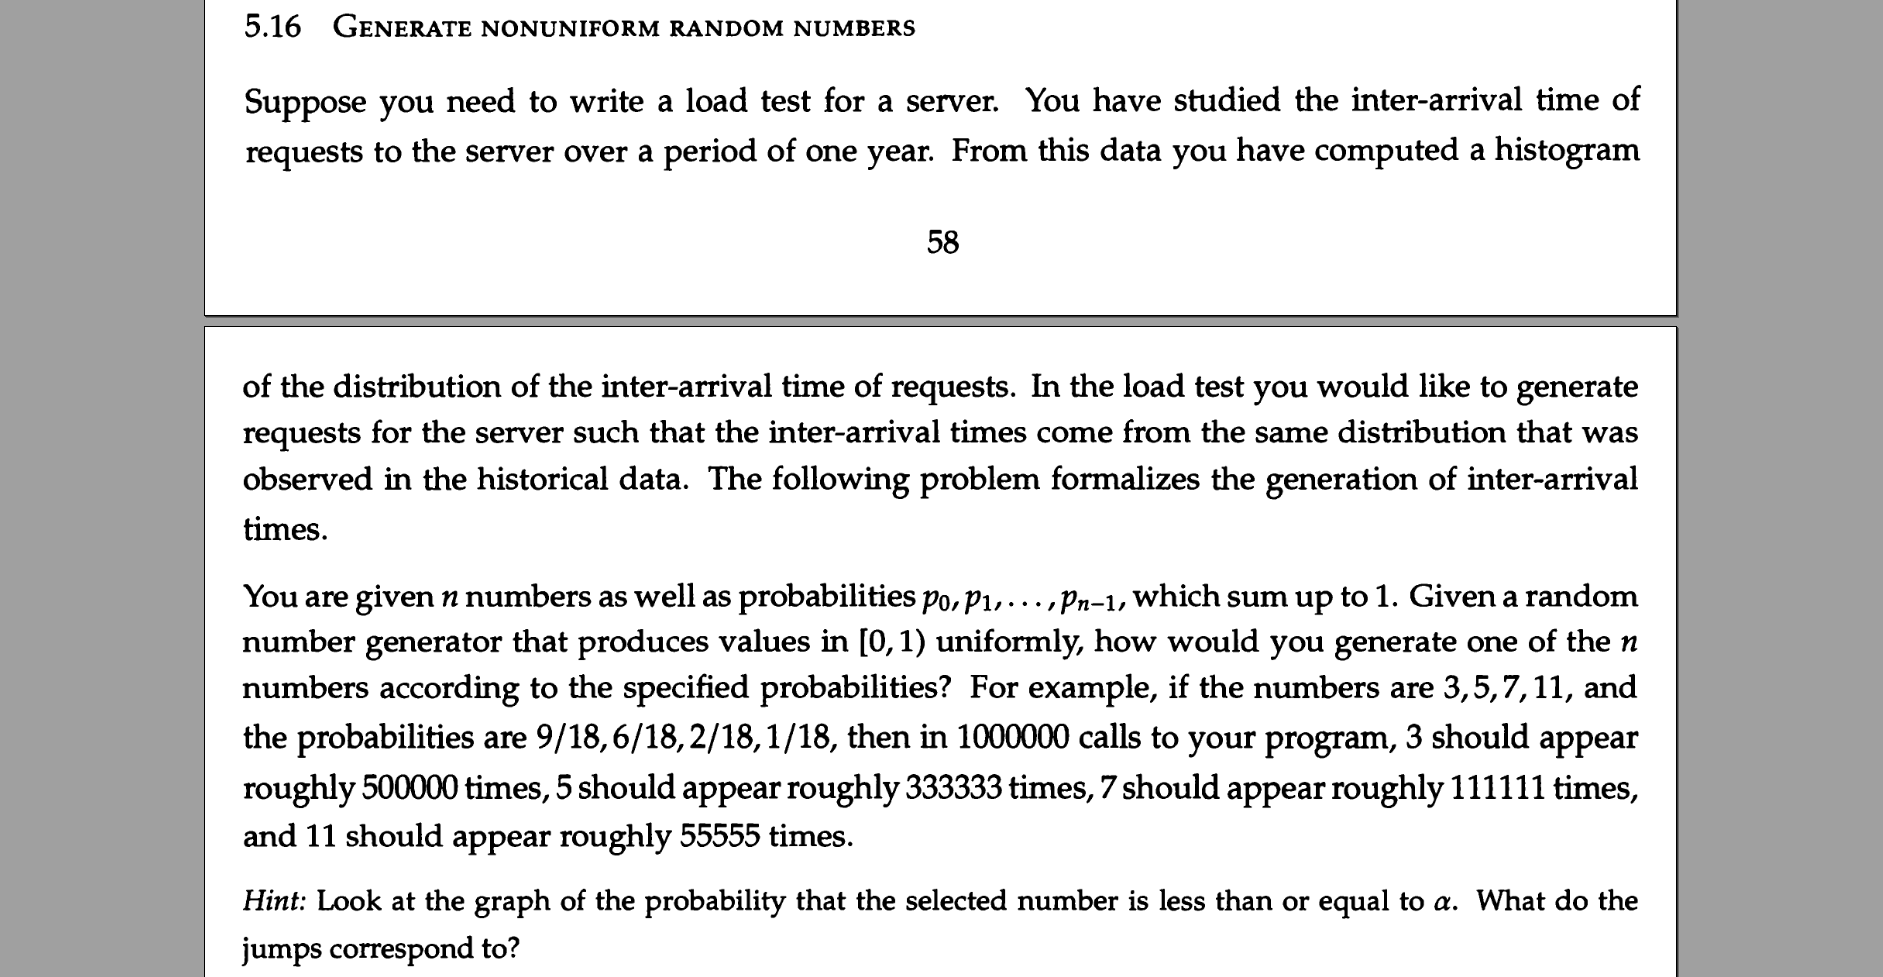 5.16 GENERATE NONUNIFORM RANDOM NUMBERS
Suppose you need to write a load test for a server. You have studied the inter-arrival time of
requests to the server over a period of one year. From this data you have computed a histogram
58
of the distribution of the inter-arrival time of requests. In the load test you would like to generate
requests for the server such that the inter-arrival times come from the same distribution that was
observed in the historical data. The following problem formalizes the generation of inter-arrival
times.
You are given n numbers as well as probabilities p₀, p₁, . . . , pₙ₋₁, which sum up to 1. Given a random
number generator that produces values in [0, 1) uniformly, how would you generate one of the n
numbers according to the specified probabilities? For example, if the numbers are 3, 5, 7, 11, and
the probabilities are 9/18, 6/18, 2/18, 1/18, then in 1000000 calls to your program, 3 should appear
roughly 500000 times, 5 should appear roughly 333333 times, 7 should appear roughly 111111 times,
and 11 should appear roughly 55555 times.
Hint: Look at the graph of the probability that the selected number is less than or equal to α. What do the
jumps correspond to?